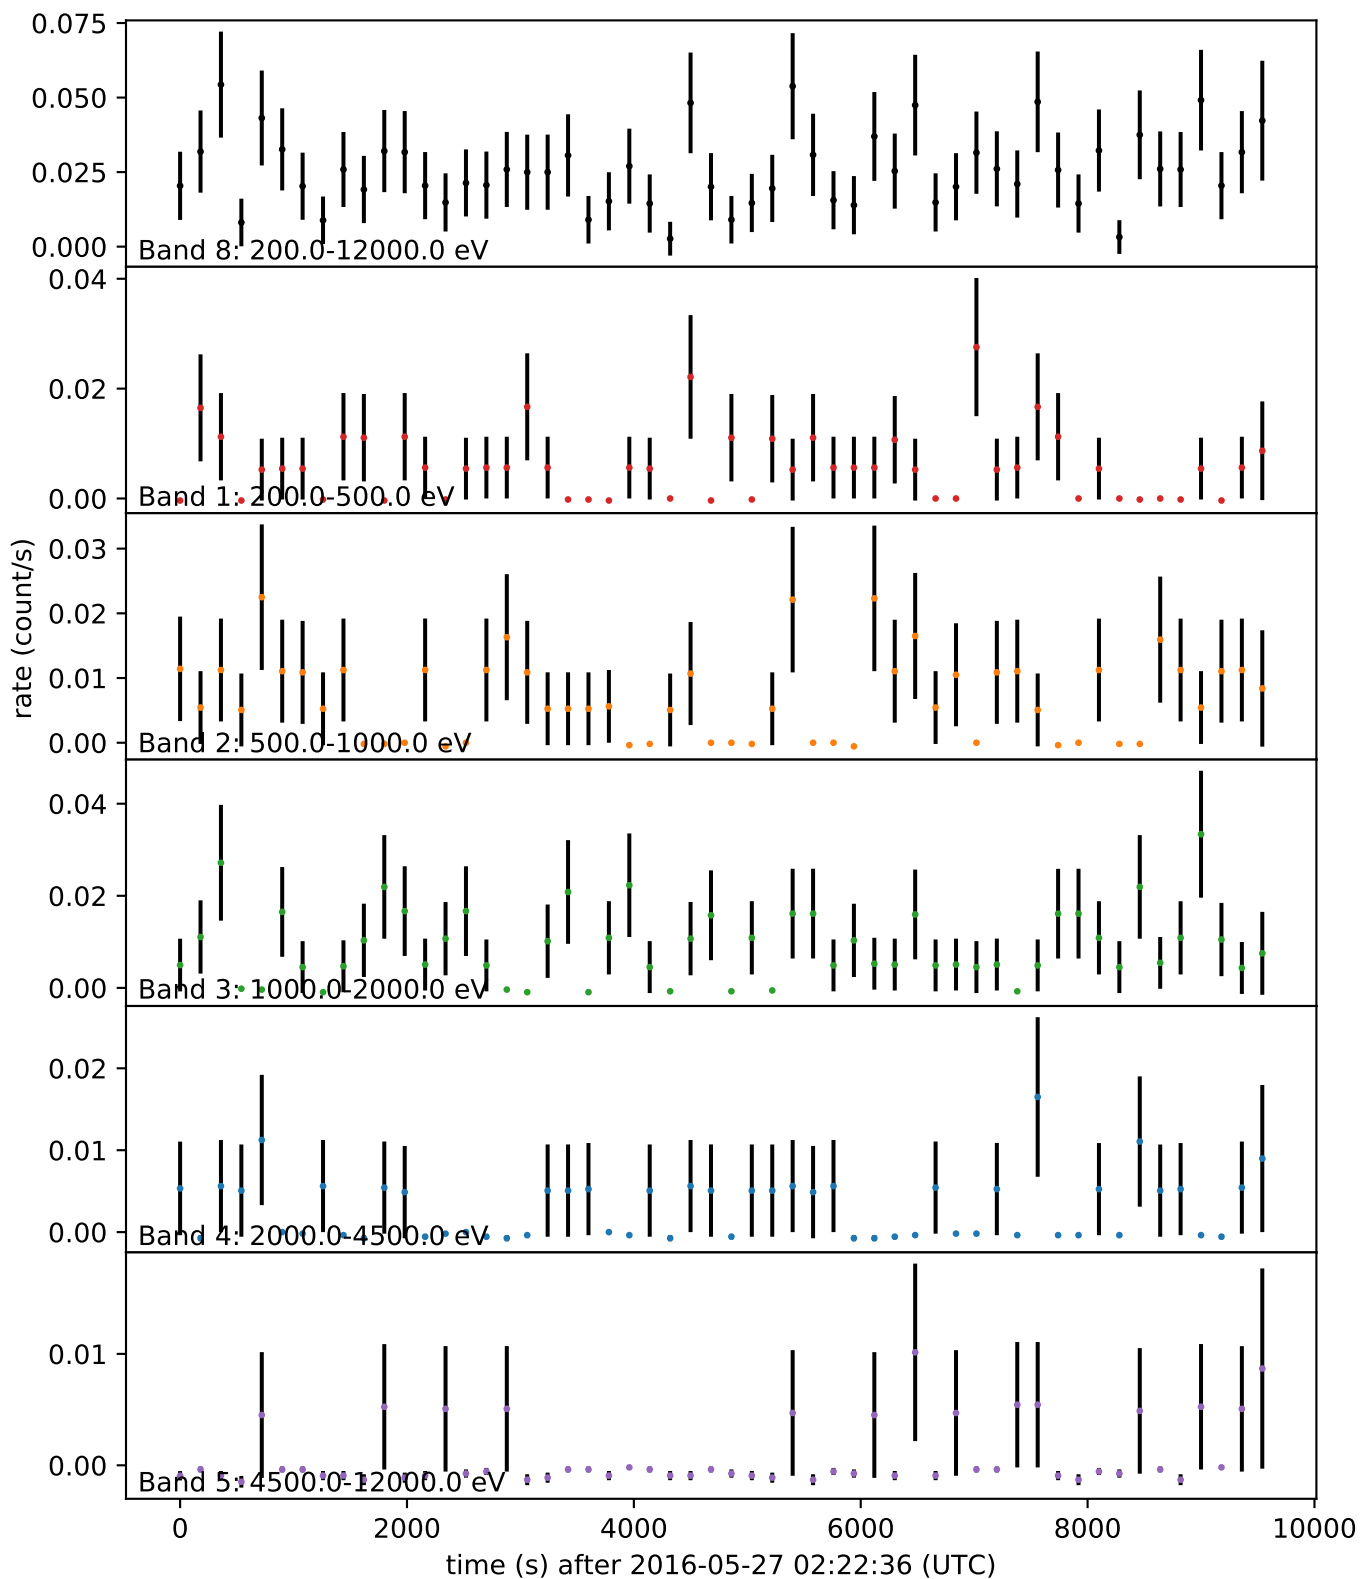 0.075
0.050
0.025
0.000
Band 8: 200.0-12000.0 eV
0.04
0.02
0.00
Band 1: 200.0-500.0 eV
0.03
0.02
0.01
0.00
Band 2: 500.0-1000.0 eV
rate (count/s)
0.04
0.02
0.00
Band 3: 1000.0-2000.0 eV
0.02
0.01
0.00
Band 4: 2000.0-4500.0 eV
0.01
0.00
Band 5: 4500.0-12000.0 eV
0 2000 4000 6000 8000 10000
time (s) after 2016-05-27 02:22:36 (UTC)